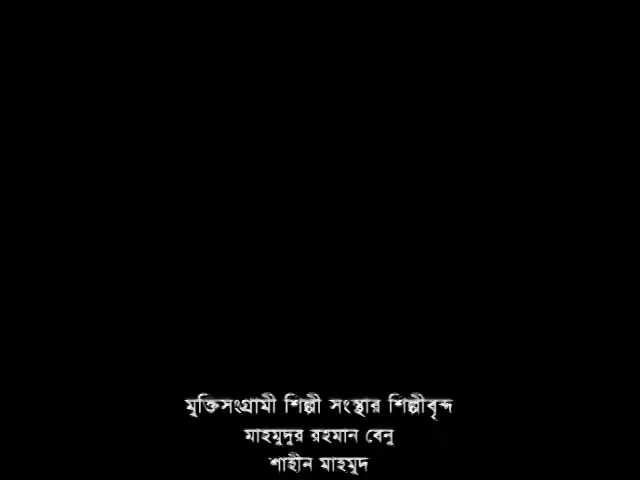 মুক্তিসংগ্রামী শিল্পী সংস্থার শিল্পীবৃন্দ
মাহমুদুর রহমান বেনু
শাহীন মাহমুদ